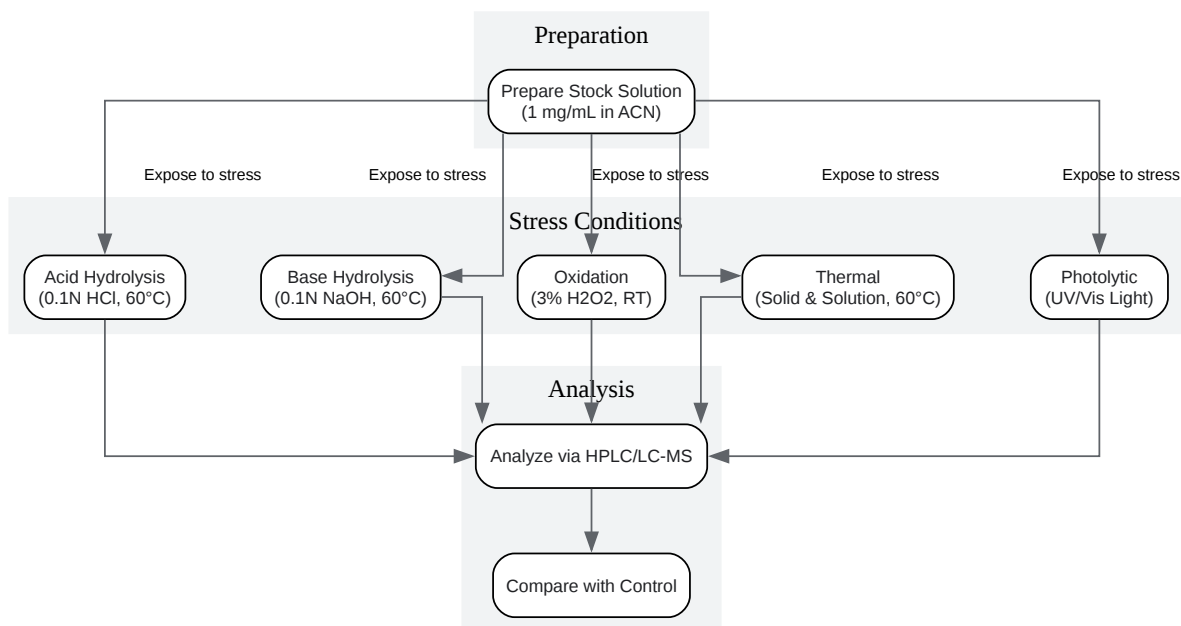 Preparation
Prepare Stock Solution
(1 mg/mL in ACN)
Expose to stress
Expose to stress
Expose to stress
Expose to stress
Expose to stress
Stress Conditions
Acid Hydrolysis
(0.1N HCl, 60°C)
Base Hydrolysis
(0.1N NaOH, 60°C)
Oxidation
(3% H2O2, RT)
Thermal
(Solid & Solution, 60°C)
Photolytic
(UV/Vis Light)
Analysis
Analyze via HPLC/LC-MS
Compare with Control